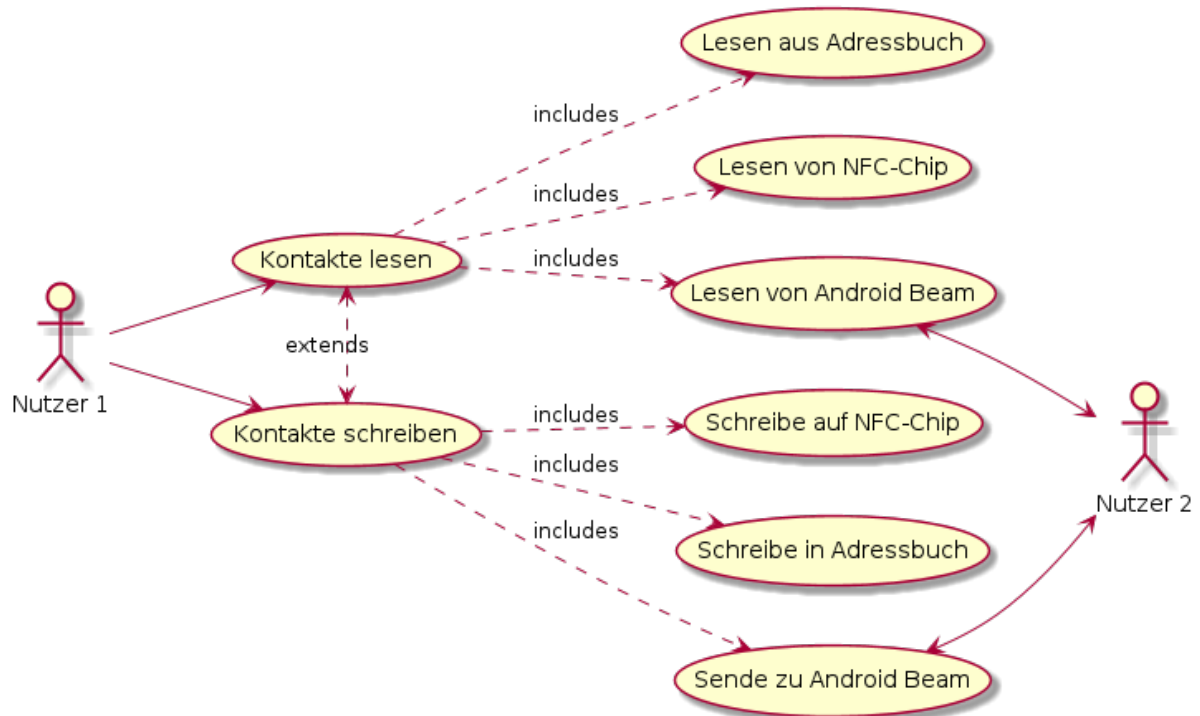 Lesen aus Adressbuch
includes
Lesen von NFC-Chip
includes
Kontakte lesen
includes
Lesen von Android Beam
Nutzer 1
extends
Kontakte schreiben
includes
Schreibe auf NFC-Chip
includes
Nutzer 2
includes
Schreibe in Adressbuch
Sende zu Android Beam